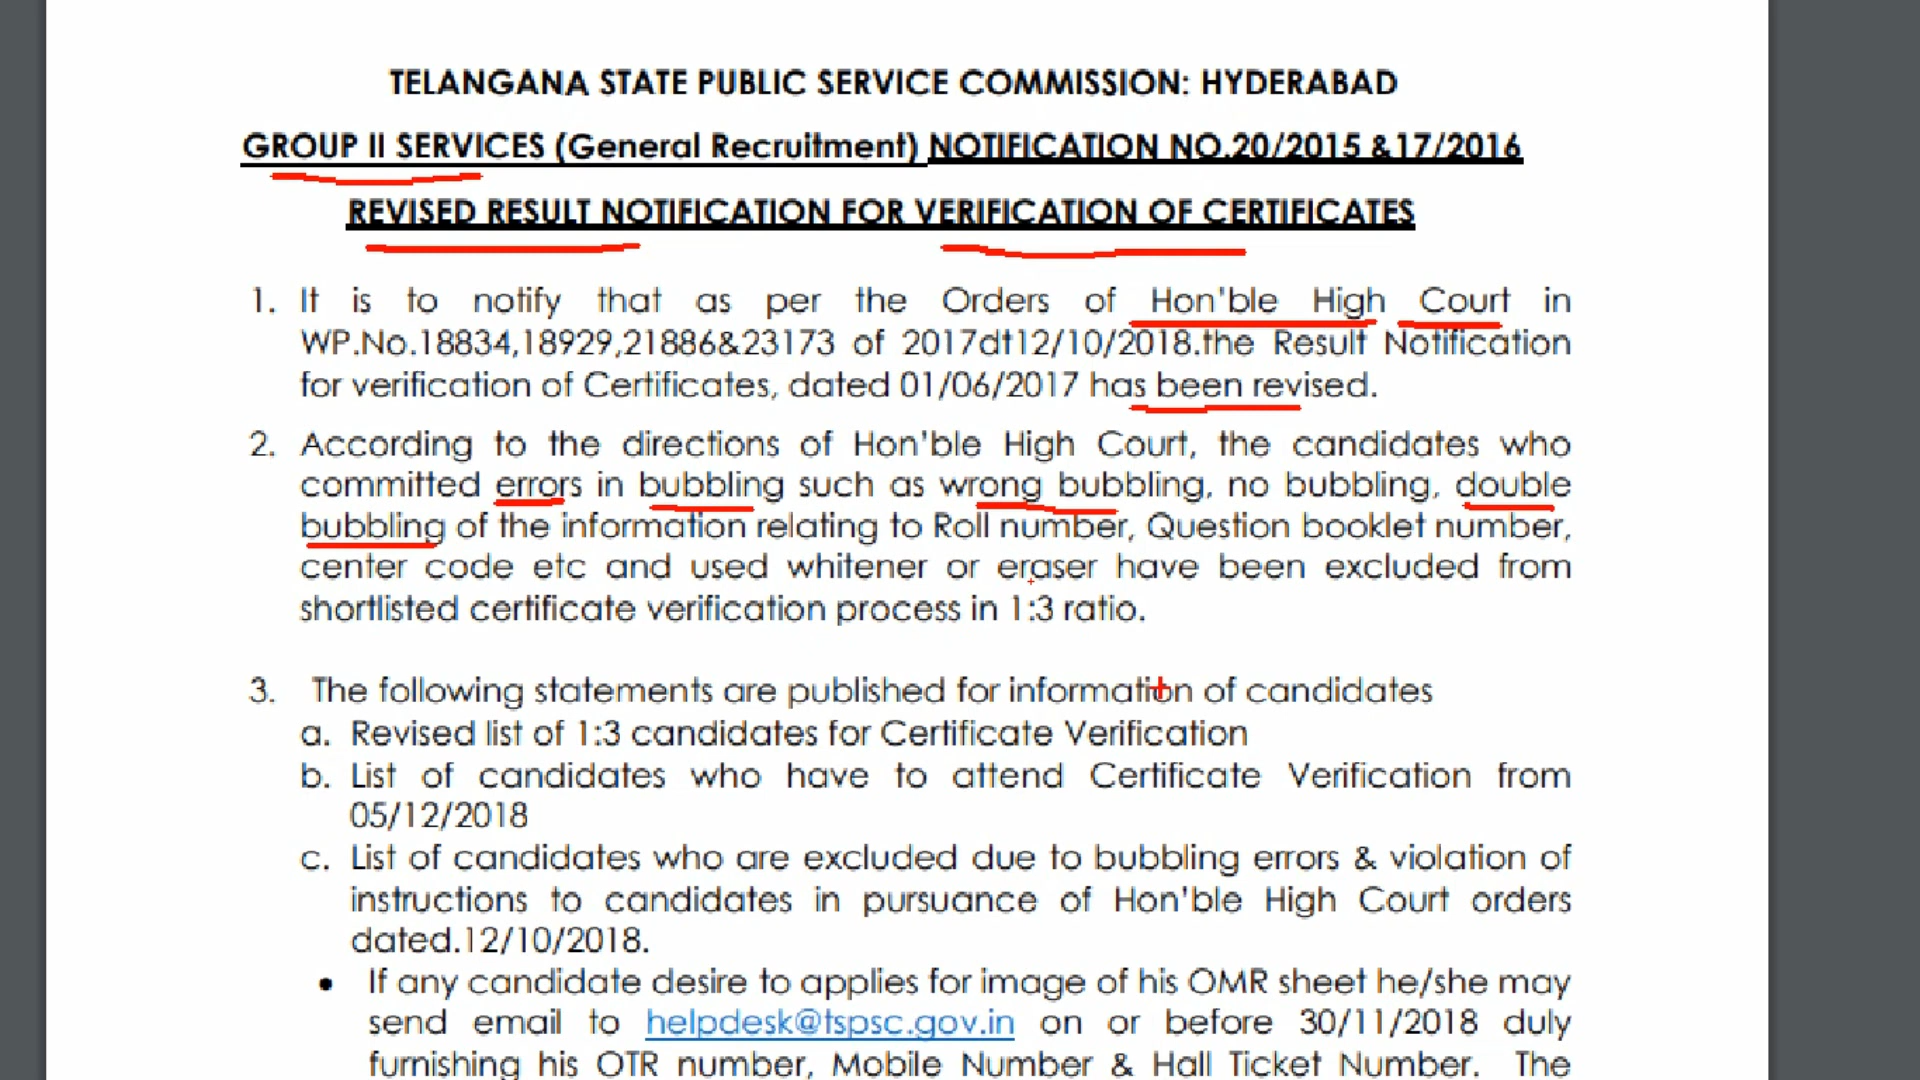 TELANGANA STATE PUBLIC SERVICE COMMISSION: HYDERABAD
GROUP II SERVICES (General Recruitment) NOTIFICATION NO.20/2015 &17/2016
REVISED RESULT NOTIFICATION FOR VERIFICATION OF CERTIFICATES
1. It is to notify that as per the Orders of Hon'ble High Court in
WP.No.18834,18929,21886&23173 of 2017dt12/10/2018.the Result Notification
for verification of Certificates, dated 01/06/2017 has been revised.
2. According to the directions of Hon'ble High Court, the candidates who
committed errors in bubbling such as wrong bubbling, no bubbling, double
bubbling of the information relating to Roll number, Question booklet number,
center code etc and used whitener or eraser have been excluded from
shortlisted certificate verification process in 1:3 ratio.
3. The following statements are published for information of candidates
a. Revised list of 1:3 candidates for Certificate Verification
b. List of candidates who have to attend Certificate Verification from
05/12/2018
c. List of candidates who are excluded due to bubbling errors & violation of
instructions to candidates in pursuance of Hon'ble High Court orders
dated.12/10/2018.
• If any candidate desire to applies for image of his OMR sheet he/she may
send email to helpdesk@tspsc.gov.in on or before 30/11/2018 duly
furnishing his OTR number, Mobile Number & Hall Ticket Number. The